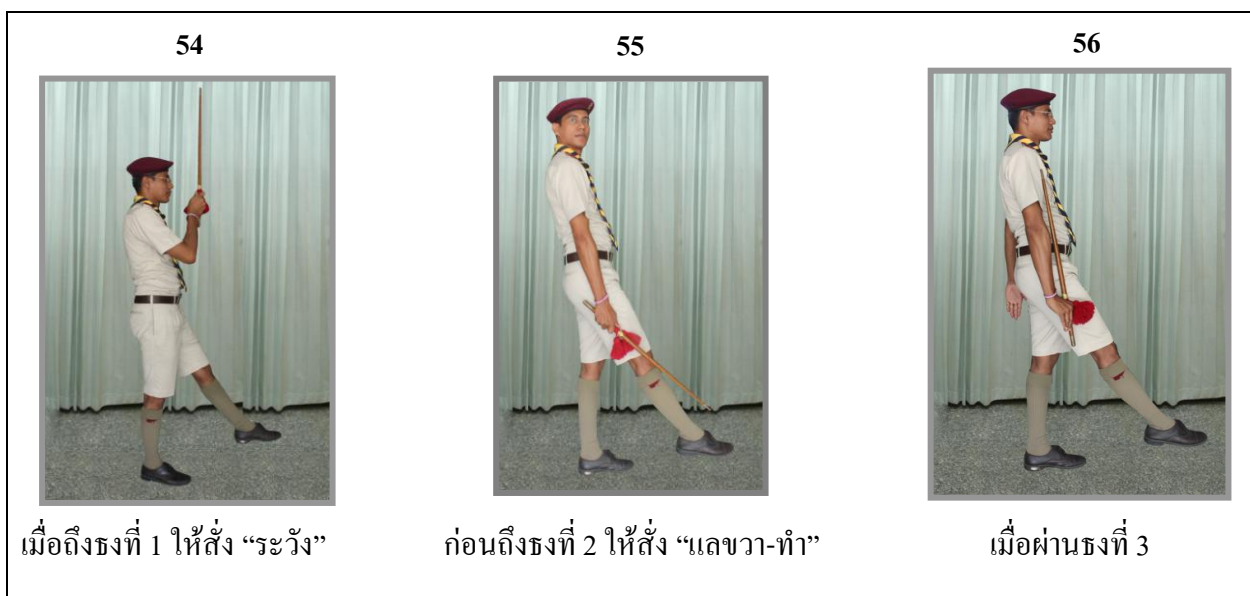 54 55 56
เมื่อถึงธงที่ 1 ให้สั่ง “ระวัง” ก่อนถึงธงที่ 2 ให้สั่ง “แลขวา-ทำ” เมื่อผ่านธงที่ 3